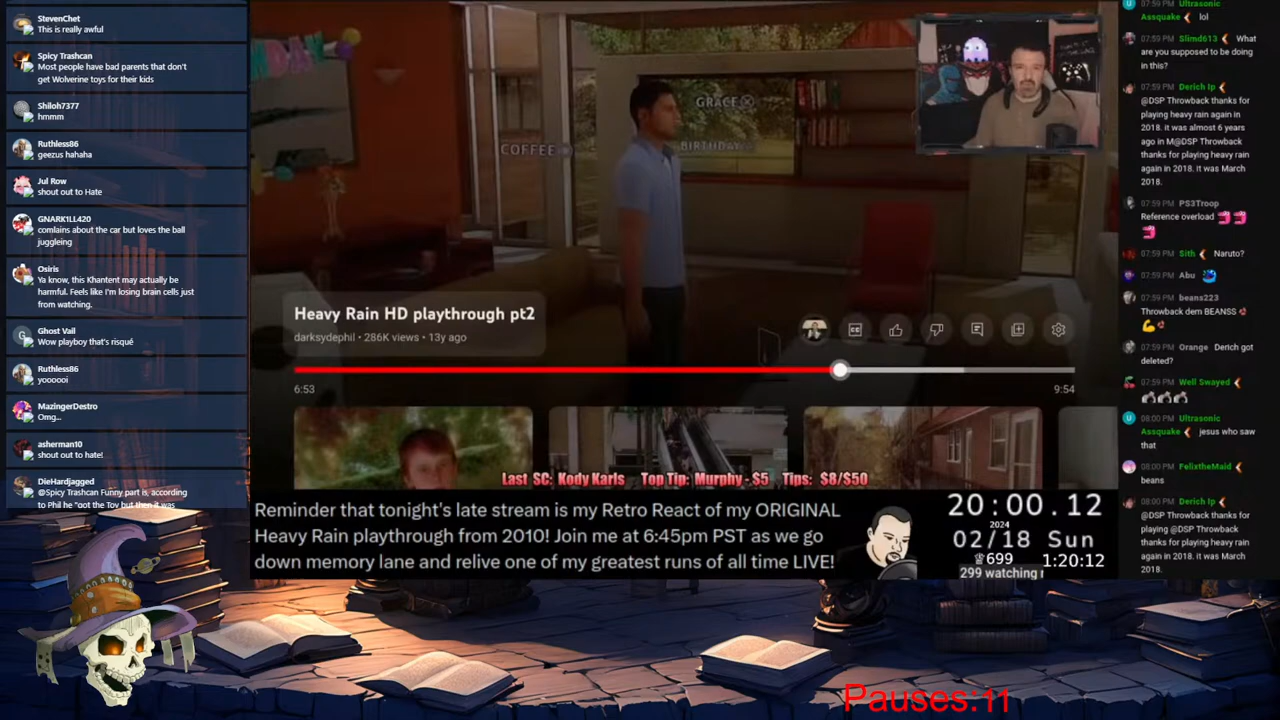 StevenChet
This is really awful
Spicy Trashcan
Most people have bad parents that don't
get Wolverine toys for their kids
Shiloh7377
hmmm
Ruthless86
geezus hahaha
Jul Row
shout out to Hate
GNARK1LL420
comlains about the car but loves the ball
juggleing
Osiris
Ya know, this Khantent may actually be
harmful. Feels like I'm losing brain cells just
from watching.
Ghost Vail
Wow playboy that's risqué
Ruthless86
yoooooi
MazingerDestro
Omg...
asherman10
shout out to hate!
DieHardjagged
@Spicy Trashcan Funny part is, according
to Phil he "got the Toy but then it was
GRACE
COFFEE
BIRTHDAY
Heavy Rain HD playthrough pt2
darksydephil • 286K views • 13y ago
CC
6:53
9:54
Last SC: Kody Karls Top Tip: Murphy - $5 Tips: $8/$50
Reminder that tonight's late stream is my Retro React of my ORIGINAL
Heavy Rain playthrough from 2010! Join me at 6:45pm PST as we go
down memory lane and relive one of my greatest runs of all time LIVE!
20:00.12
2024
02/18 Sun
699
1:20:12
299 watching
07:59 PM Ultrasonic
Assquake lol
07:59 PM Slimd613 What
are you supposed to be doing
in this?
07:59 PM Derich Ip
@DSP Throwback thanks for
playing heavy rain again in
2018. it was almost 6 years
ago in M@DSP Throwback
thanks for playing heavy rain
again in 2018. it was March
2018.
07:59 PM PS3Troop
Reference overload
07:59 PM Sith Naruto?
07:59 PM Abu
07:59 PM beans223
Throwback dem BEANSS
07:59 PM Orange Derich got
deleted?
07:59 PM Well Swayed
08:00 PM Ultrasonic
Assquake jesus who saw
that
08:00 PM FelixtheMaid
beans
08:00 PM Derich Ip
@DSP Throwback thanks for
playing @DSP Throwback
thanks for playing heavy rain
again in 2018. it was March
2018.
Pauses:11